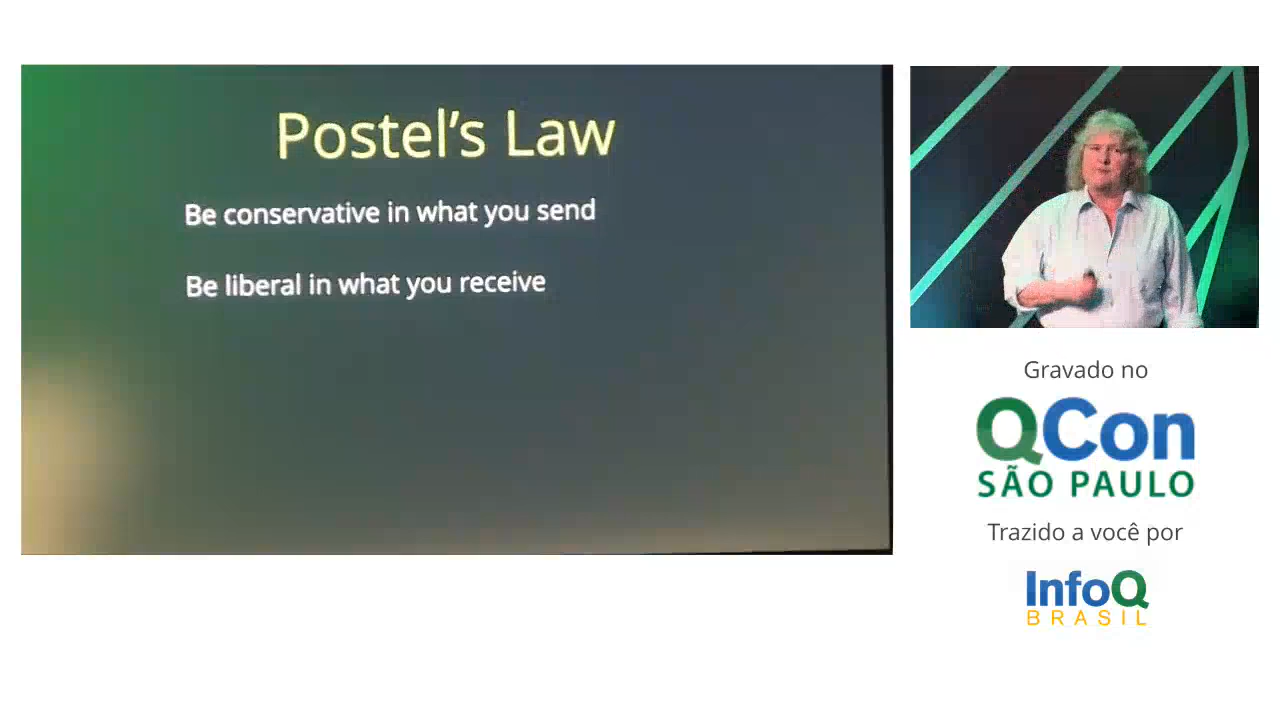 Postel's Law
Be conservative in what you send
Be liberal in what you receive
Gravado no
QCon
SÃO PAULO
Trazido a você por
InfoQ
BRASIL